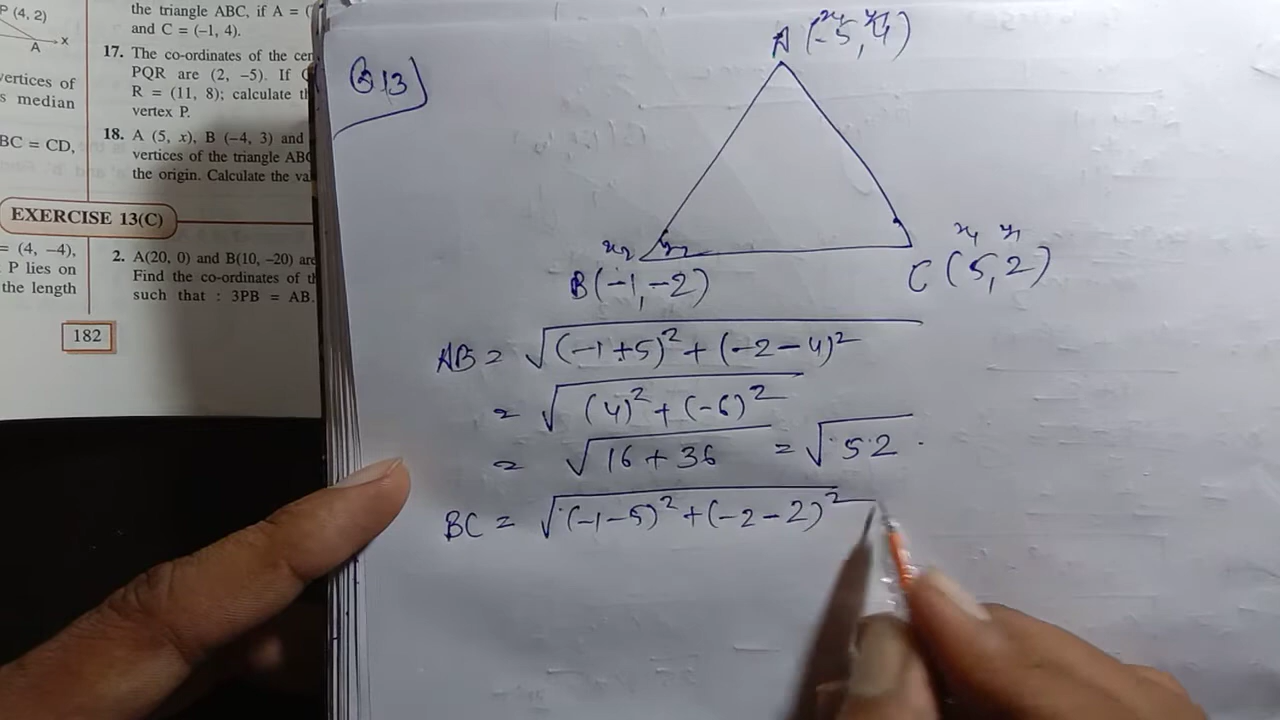 P (4, 2)
A
x
vertices of
s median
BC = CD,
the triangle ABC, if A = (
and C = (–1, 4).
17. The co-ordinates of the cen
PQR are (2, –5). If
R = (11, 8); calculate th
vertex P.
18. A (5, x), B (–4, 3) and
vertices of the triangle ABC
the origin. Calculate the va
EXERCISE 13(C)
= (4, –4),
P lies on
the length
2. A(20, 0) and B(10, –20) are
Find the co-ordinates of th
such that : 3PB = AB.
182
Q.13)
x1 y1
A (-5, 4)
x2 y2
B(-1, -2)
x1 y1
C (5, 2)
AB = √(-1+5)² + (-2-4)²
= √(4)² + (-6)²
= √16 + 36 = √52 .
BC = √(-1-5)² + (-2-2)²